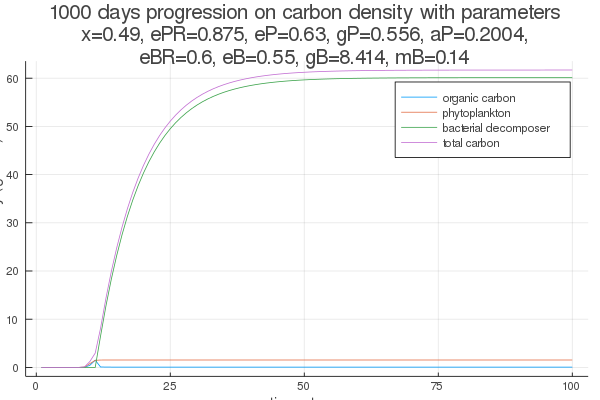 1000 days progression on carbon density with parameters
x=0.49, ePR=0.875, eP=0.63, gP=0.556, aP=0.2004,
eBR=0.6, eB=0.55, gB=8.414, mB=0.14
60
50
40
30
20
10
0
organic carbon
phytoplankton
bacterial decomposer
total carbon
0 25 50 75 100